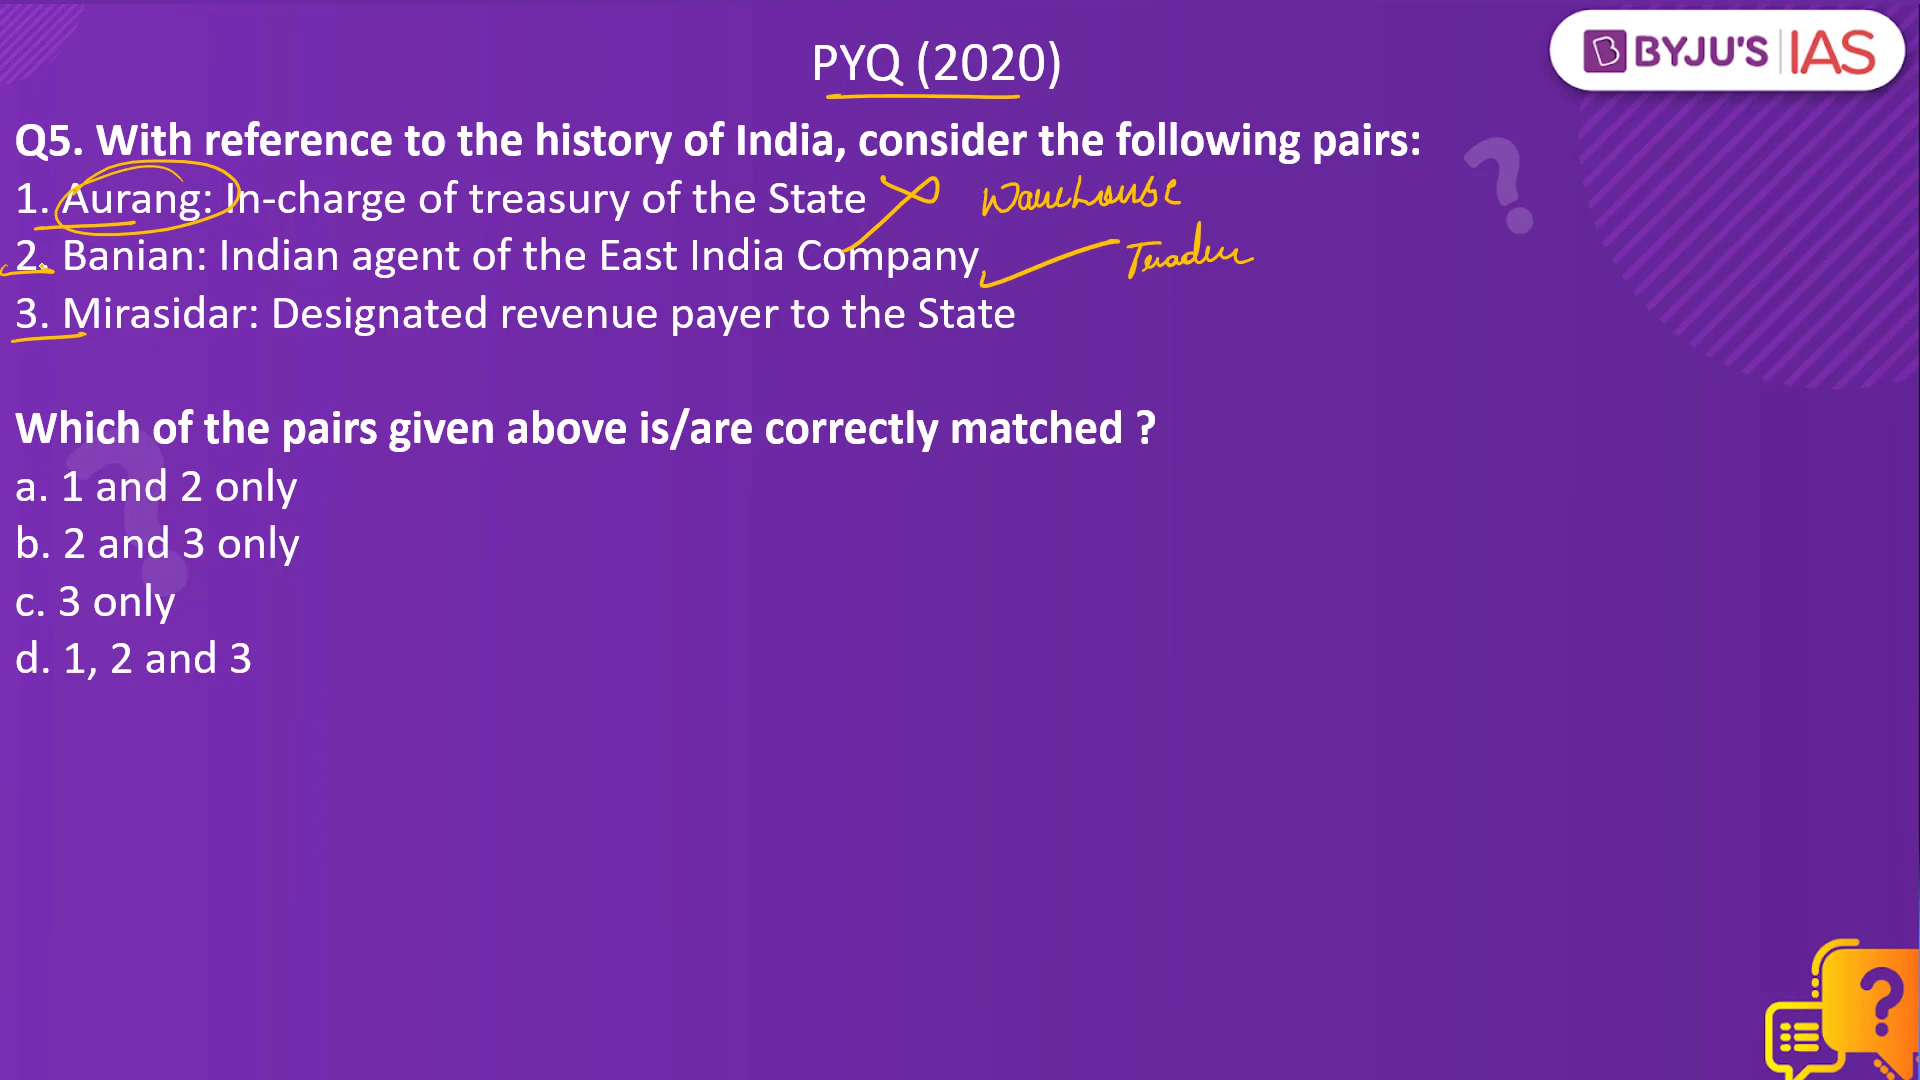 PYQ (2020)
BYJU'S IAS
Q5. With reference to the history of India, consider the following pairs:
1. Aurang: In-charge of treasury of the State
Warehouse
2. Banian: Indian agent of the East India Company
Trader
3. Mirasidar: Designated revenue payer to the State
Which of the pairs given above is/are correctly matched ?
a. 1 and 2 only
b. 2 and 3 only
c. 3 only
d. 1, 2 and 3